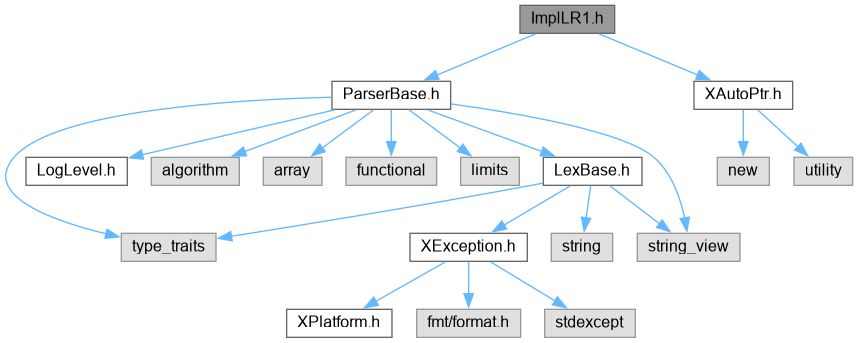 ImplLR1.h
ParserBase.h
XAutoPtr.h
LogLevel.h
algorithm
array
functional
limits
LexBase.h
new
utility
type_traits
XException.h
string
string_view
XPlatform.h
fmt/format.h
stdexcept